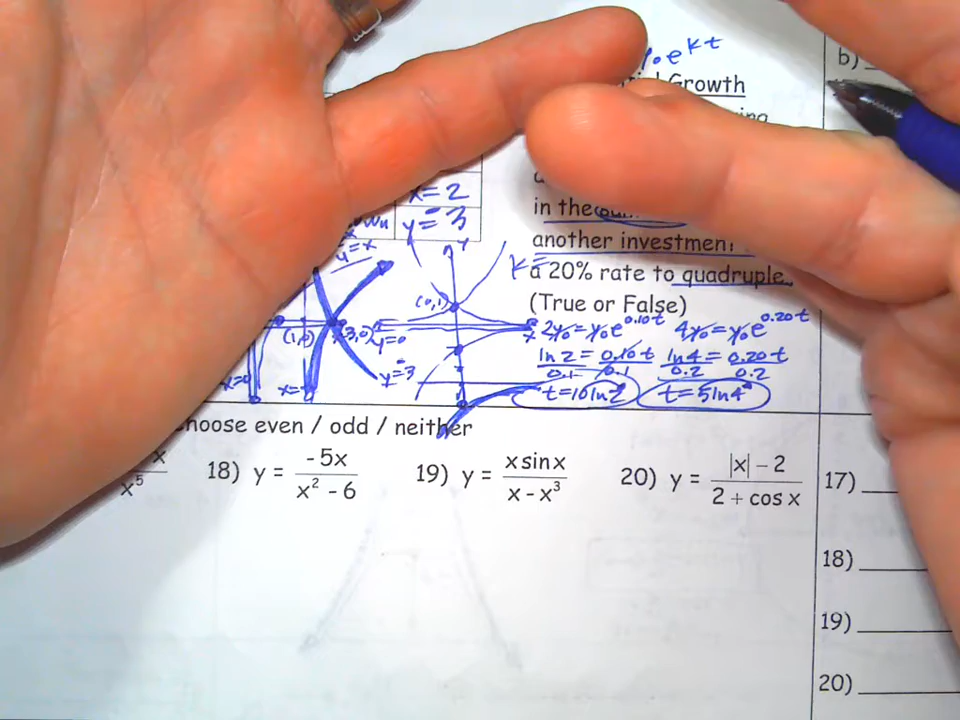 b)
e^kt
Growth
x = 2
y = 3
in the
another investment
y = x
k =
a 20% rate to quadruple.
(0,1)
(True or False)
(1,0)
(3,0)
y=0
2y₀ = y₀e^0.10t
4y₀ = y₀e^0.20t
ln 2 = 0.10t
ln 4 = 0.20t
0.1 0.1
0.2 0.2
x=0
y=3
t = 10 ln 2
t = 5 ln 4
hoose even / odd / neither
x
x^5
18) y = -5x / x² - 6
19) y = x sin x / x - x³
20) y = |x| - 2 / 2 + cos x
17)
18)
19)
20)